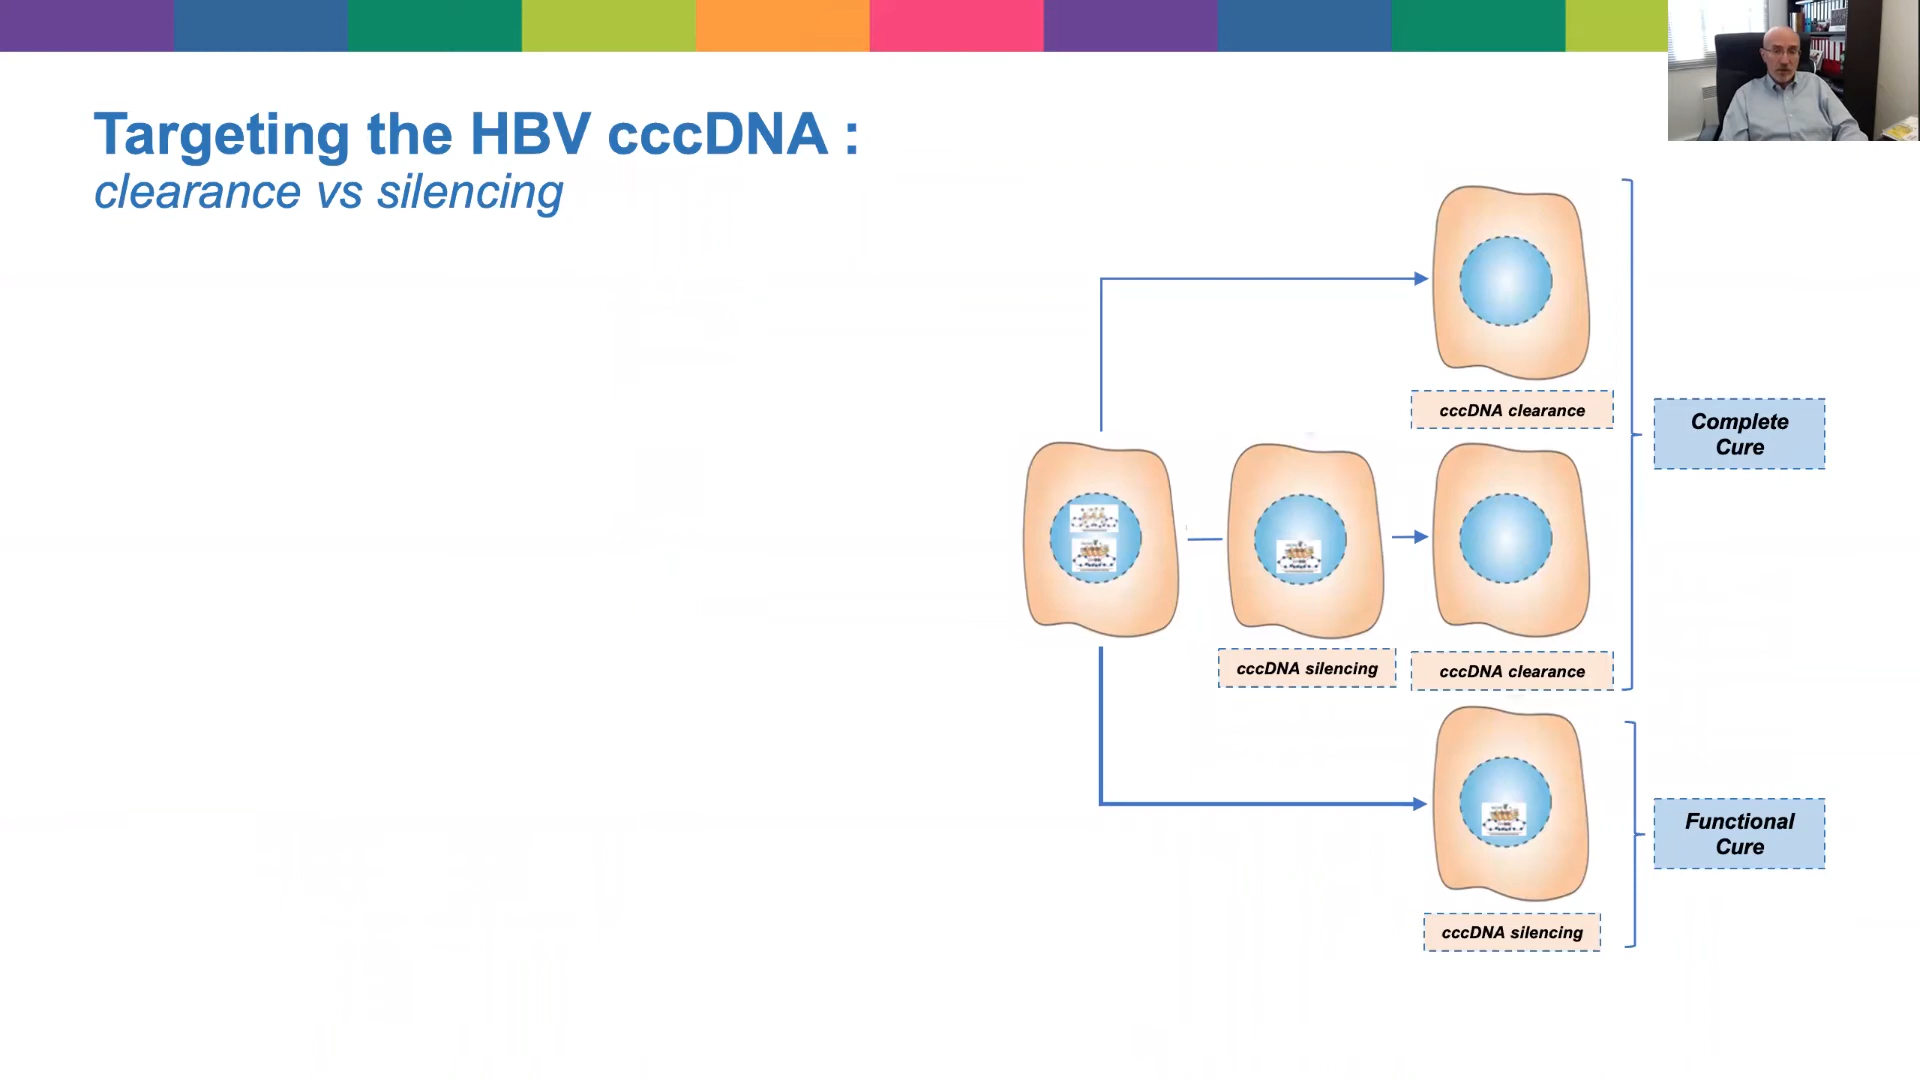 Targeting the HBV cccDNA :
clearance vs silencing
cccDNA clearance
Complete
Cure
cccDNA silencing
cccDNA clearance
Functional
Cure
cccDNA silencing